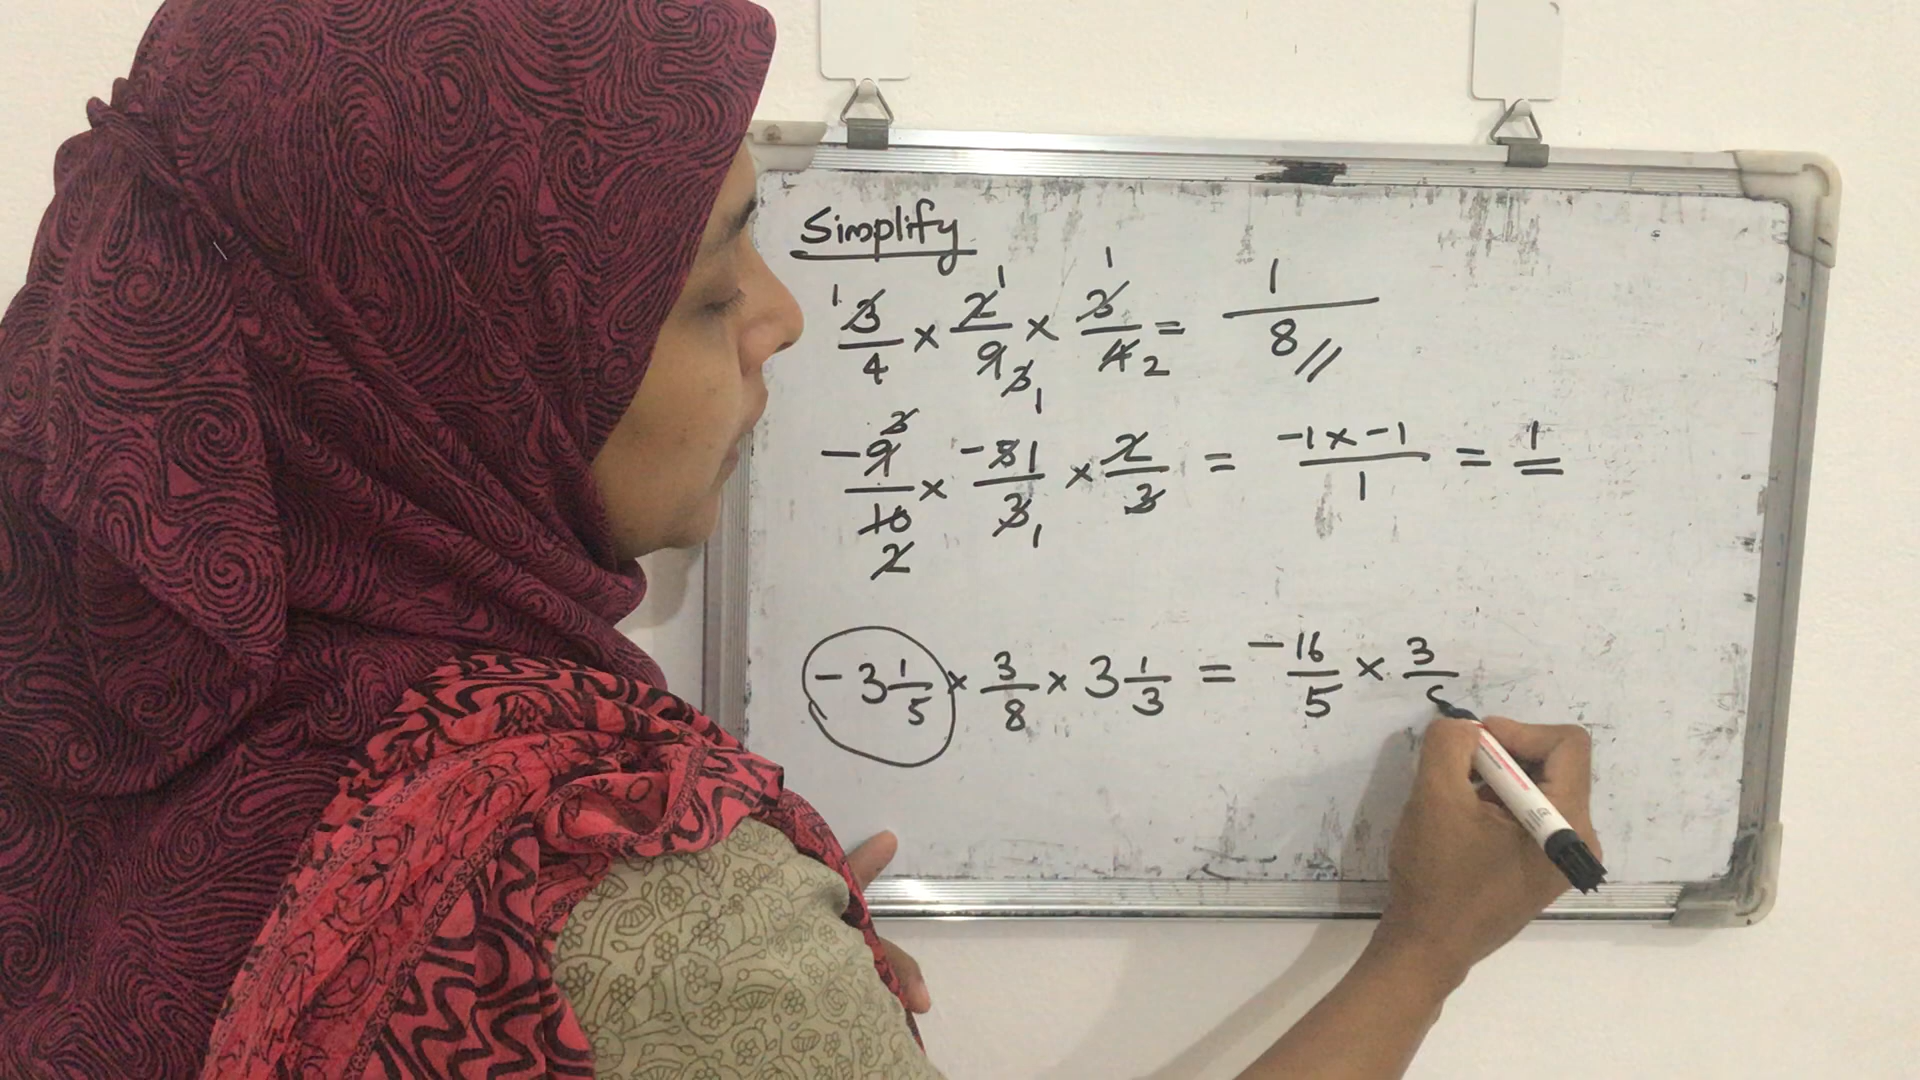 Simplify
3/4 × 2/9 × 3/4 = 1/8 //
-9/10 × -5/3 × 2/3 = -1 × -1/1 = 1
-3 1/5 × 3/8 × 3 1/3 = -16/5 × 3/